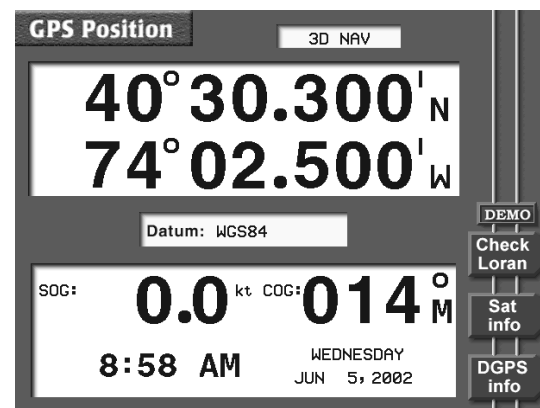 GPS Position
3D NAV
40° 30.300' N
74° 02.500' W
Datum: WGS84
DEMO
Check
Loran
SOG: 0.0 kt COG: 014° M
Sat
info
8:58 AM
WEDNESDAY
JUN 5, 2002
DGPS
info